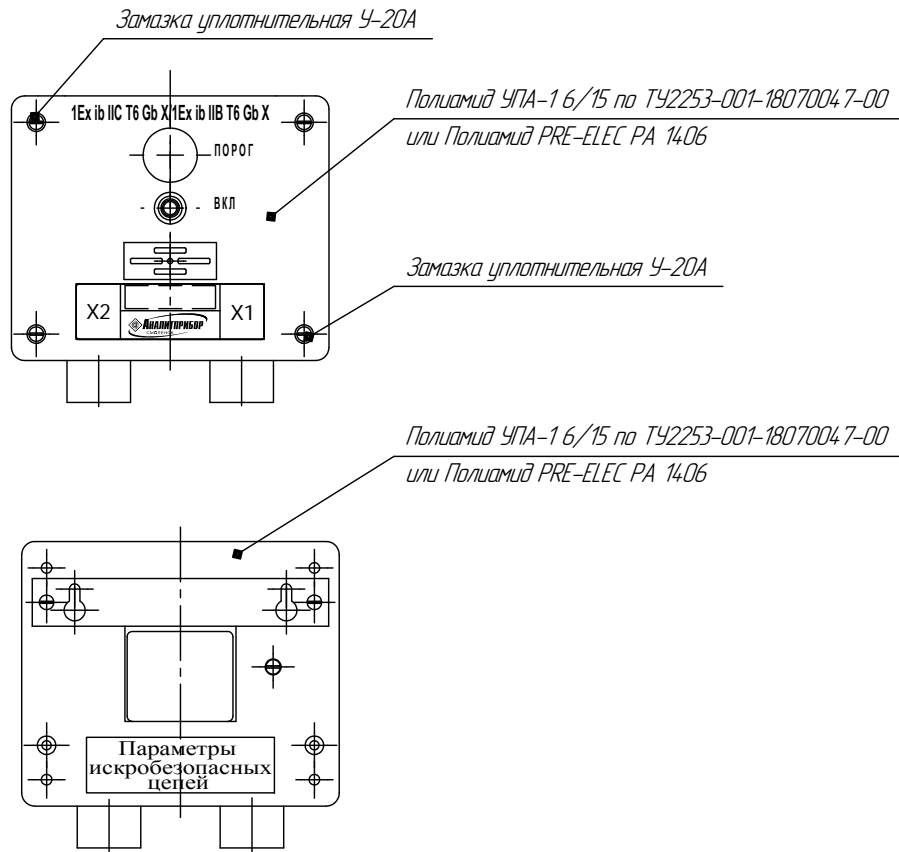 Замазка уплотнительная У-20А
1Ex ib IIC T6 Gb X/1Ex ib IIB T6 Gb X
ПОРОГ
ВКЛ
Полиамид УПА-1 6/15 по ТУ2253-001-18070047-00
или Полиамид PRE-ELEC PA 1406
Замазка уплотнительная У-20А
X2
АНАЛИТПРИБОР
СМОЛЕНСК
X1
Полиамид УПА-1 6/15 по ТУ2253-001-18070047-00
или Полиамид PRE-ELEC PA 1406
Параметры
искробезопасных
цепей